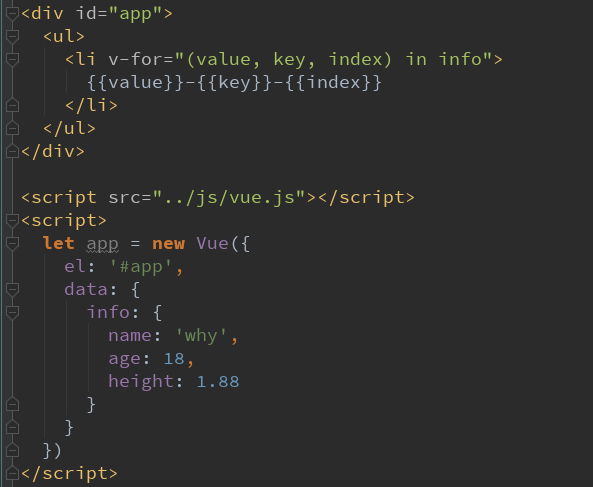 <div id="app">
  <ul>
    <li v-for="(value, key, index) in info">
      {{value}}-{{key}}-{{index}}
    </li>
  </ul>
</div>

<script src="../js/vue.js"></script>
<script>
  let app = new Vue({
    el: '#app',
    data: {
      info: {
        name: 'why',
        age: 18,
        height: 1.88
      }
    }
  })
</script>